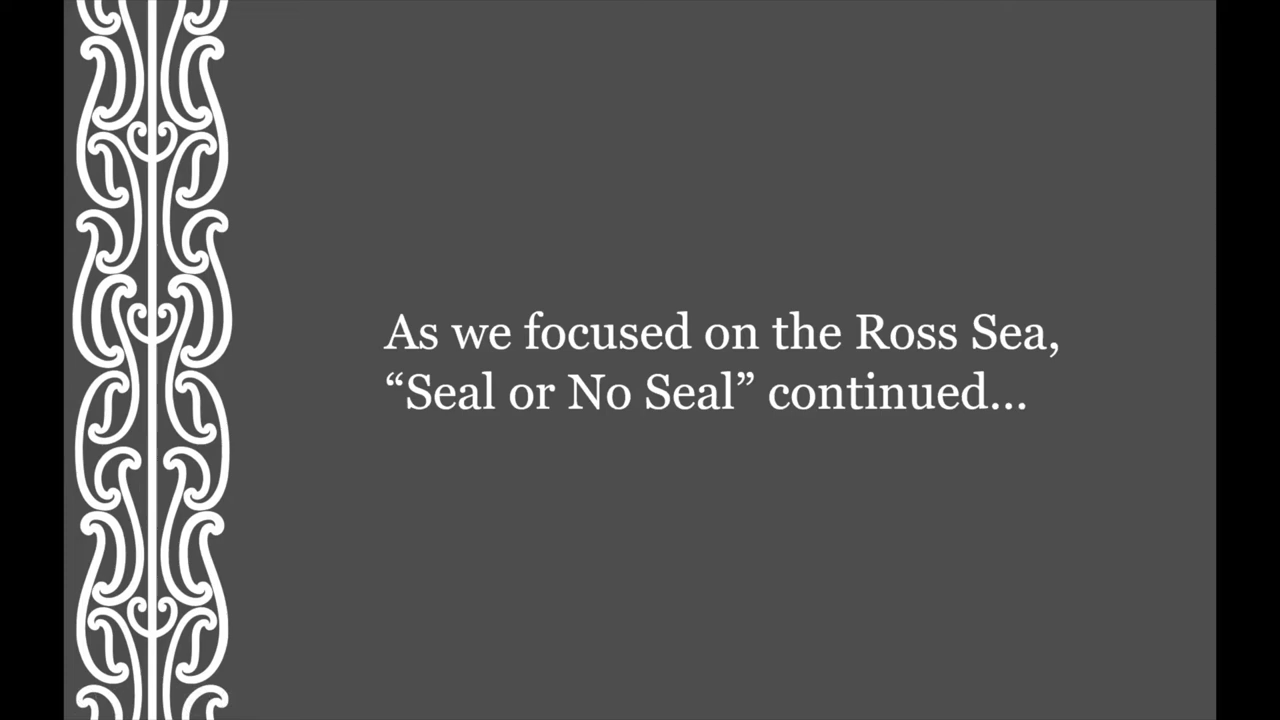 As we focused on the Ross Sea,
“Seal or No Seal” continued…